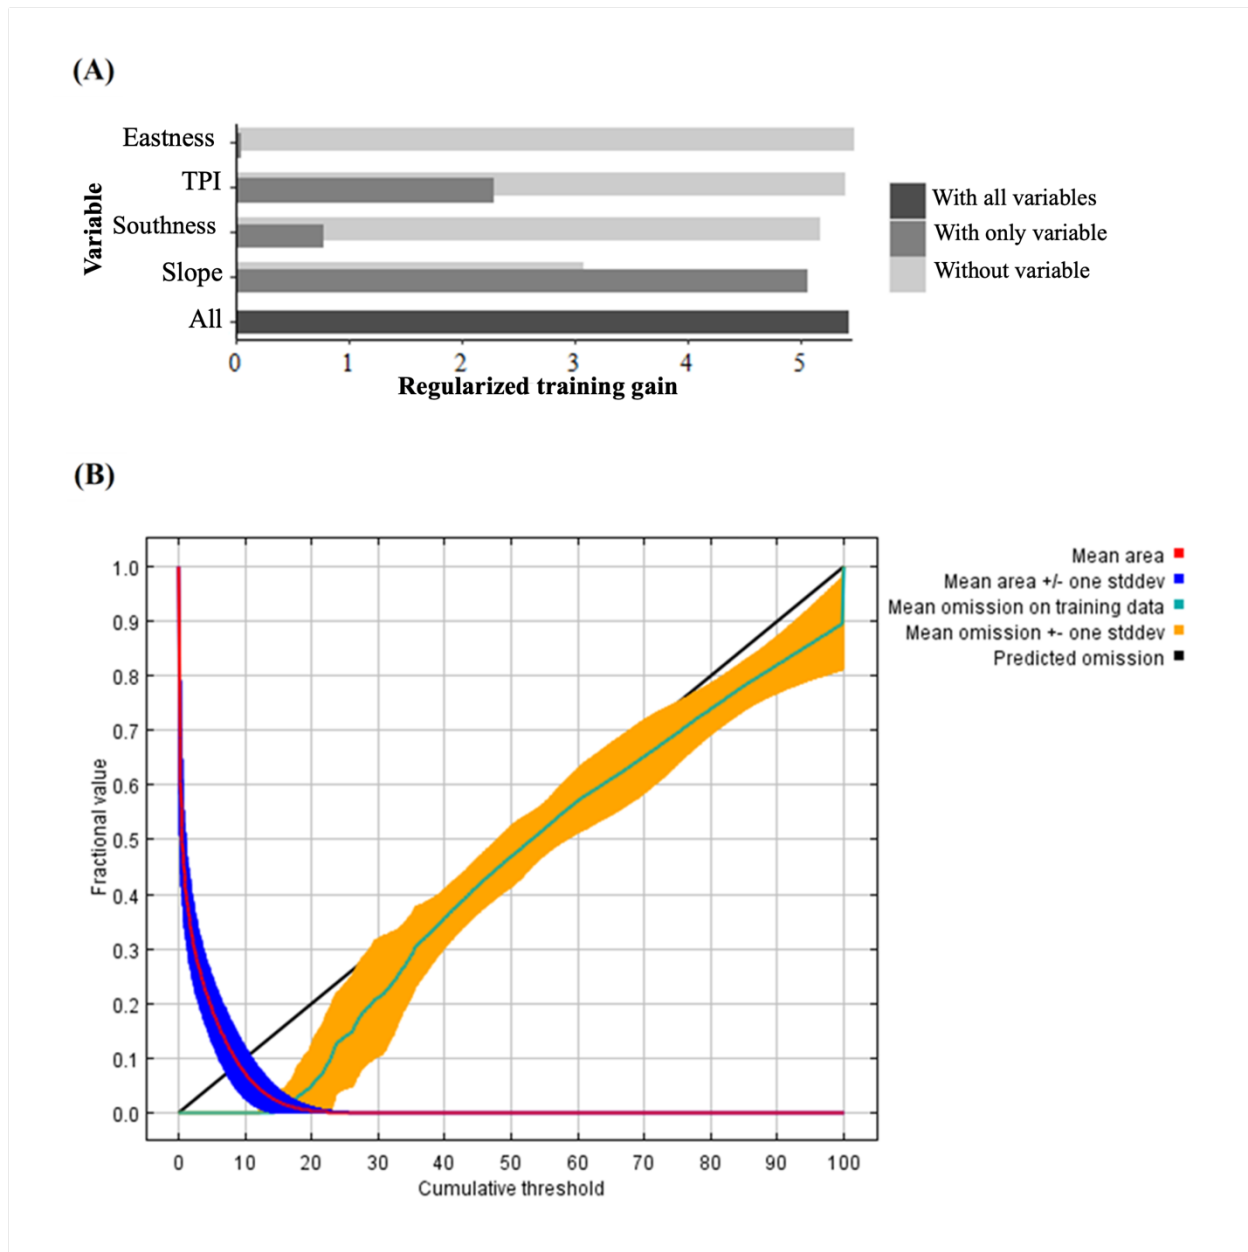 (A)
Variable
Eastness
TPI
Southness
Slope
All
0 1 2 3 4 5
Regularized training gain
With all variables
With only variable
Without variable
(B)
Fractional value
1.0
0.9
0.8
0.7
0.6
0.5
0.4
0.3
0.2
0.1
0.0
0 10 20 30 40 50 60 70 80 90 100
Cumulative threshold
Mean area
Mean area +/- one stddev
Mean omission on training data
Mean omission +- one stddev
Predicted omission